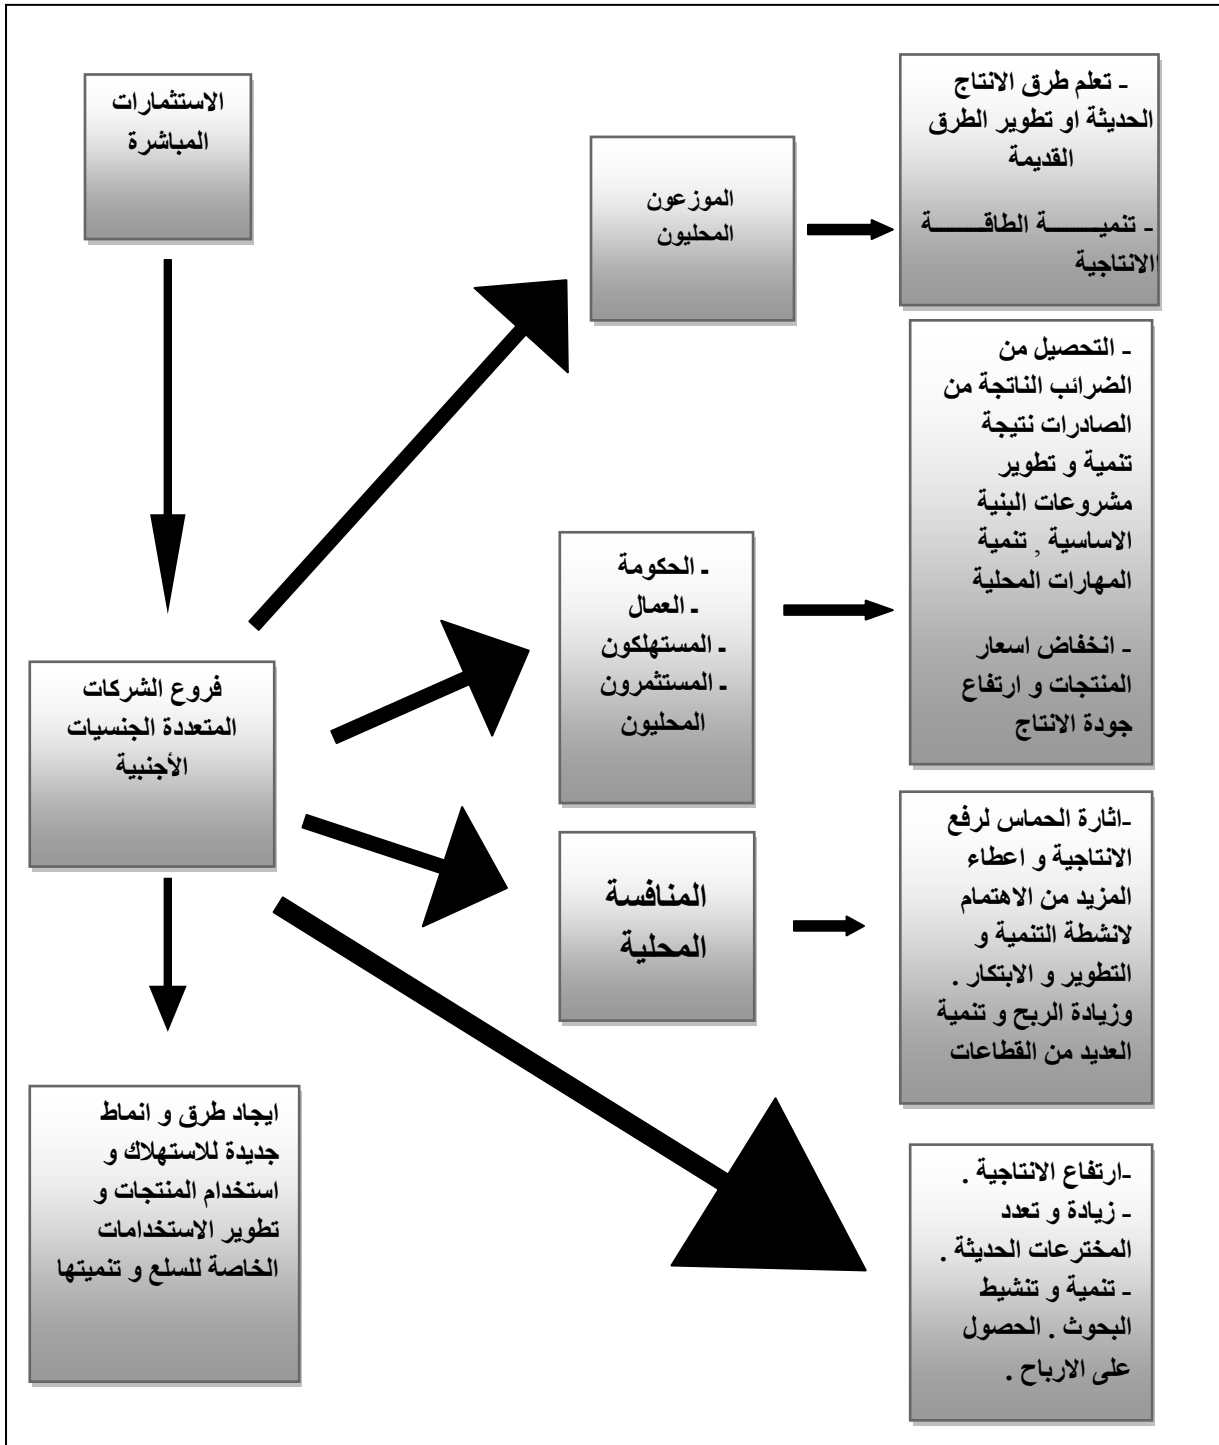 الاستثمارات
المباشرة
الموزعون
المحليون
- تعلم طرق الانتاج
الحديثة او تطوير الطرق
القديمة
- تنميـــــــــة الطاقـــــــة
الانتاجية
- التحصيل من
الضرائب الناتجة من
الصادرات نتيجة
تنمية و تطوير
مشروعات البنية
الاساسية , تنمية
المهارات المحلية
- انخفاض اسعار
المنتجات و ارتفاع
جودة الانتاج
- الحكومة
- العمال
- المستهلكون
- المستثمرون
المحليون
فروع الشركات
المتعددة الجنسيات
الأجنبية
المنافسة
المحلية
-اثارة الحماس لرفع
الانتاجية و اعطاء
المزيد من الاهتمام
لانشطة التنمية و
التطوير و الابتكار .
وزيادة الربح و تنمية
العديد من القطاعات
ايجاد طرق و انماط
جديدة للاستهلاك و
استخدام المنتجات و
تطوير الاستخدامات
الخاصة للسلع و تنميتها
-ارتفاع الانتاجية .
- زيادة و تعدد
المخترعات الحديثة .
- تنمية و تنشيط
البحوث . الحصول
على الارباح .